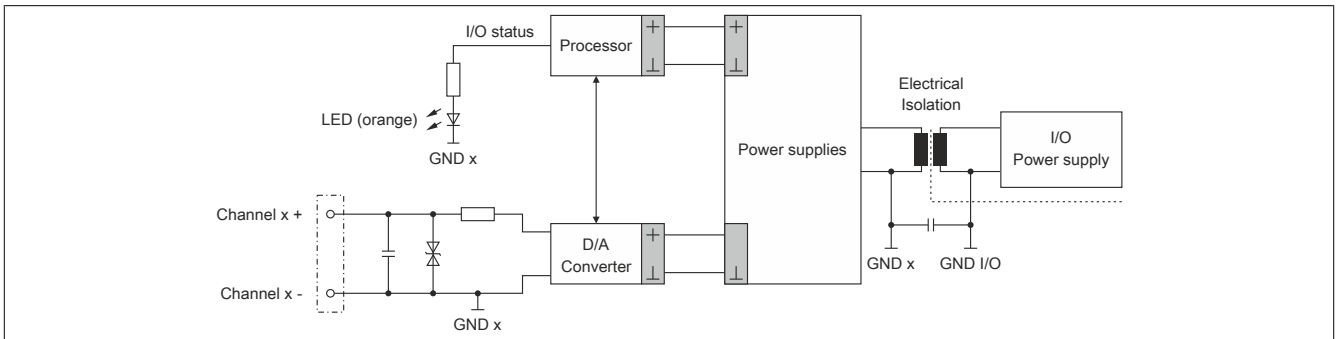 I/O status
Processor
+
⊥
+
⊥
LED (orange)
GND x
Power supplies
Electrical
Isolation
I/O
Power supply
Channel x +
D/A
Converter
+
⊥
⊥
GND x
GND I/O
Channel x -
GND x